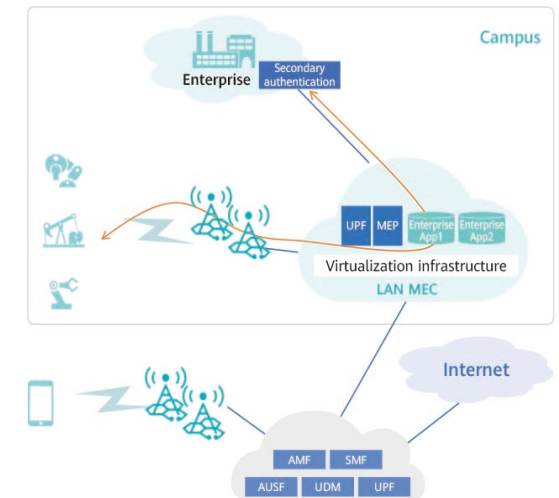 Campus
Enterprise
Secondary
authentication
UPF
MEP
Enterprise
App1
Enterprise
App2
Virtualization infrastructure
LAN MEC
Internet
AMF
SMF
AUSF
UDM
UPF